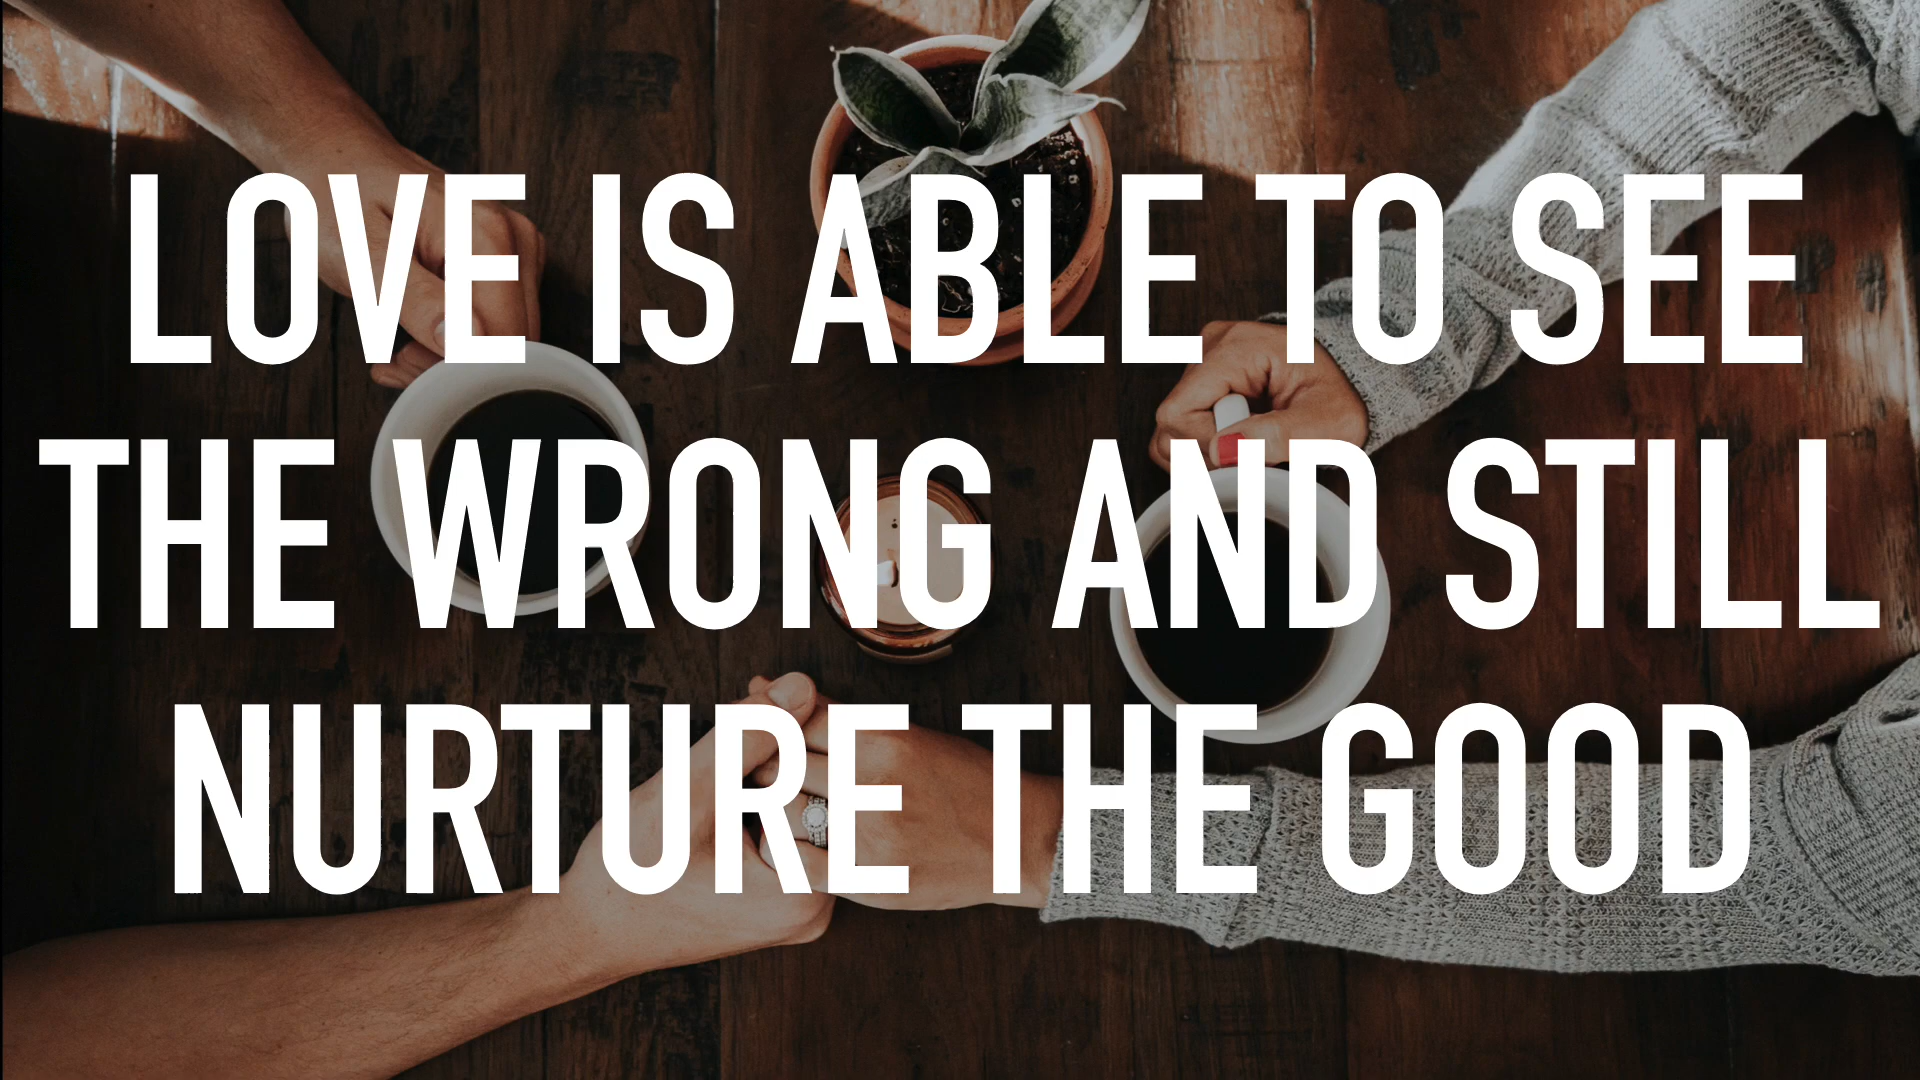 LOVE IS ABLE TO SEE
THE WRONG AND STILL
NURTURE THE GOOD